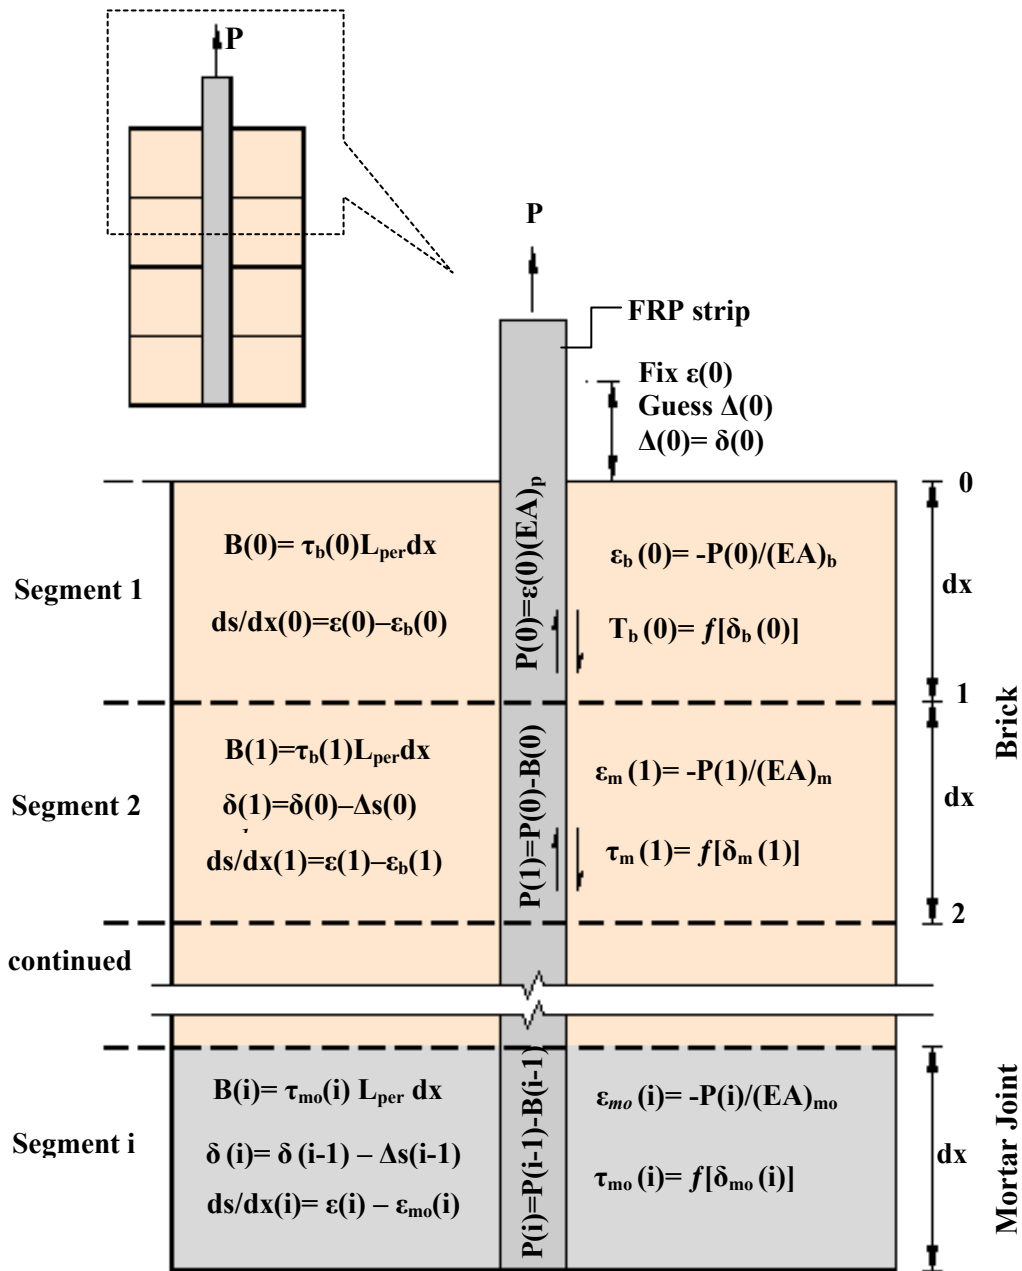 P
P
FRP strip
Fix ε(0)
Guess Δ(0)
Δ(0)= δ(0)
0
B(0)= τb(0)Lperdx
ds/dx(0)=ε(0)–εb(0)
Segment 1
P(0)=ε(0)(EA)p
εb (0)= -P(0)/(EA)b
Tb (0)= f[δb (0)]
dx
1
Brick
B(1)=τb(1)Lperdx
δ(1)=δ(0)–Δs(0)
ds/dx(1)=ε(1)–εb(1)
Segment 2
P(1)=P(0)-B(0)
εm (1)= -P(1)/(EA)m
τm (1)= f[δm (1)]
dx
2
continued
B(i)= τmo(i) Lper dx
δ (i)= δ (i-1) – Δs(i-1)
ds/dx(i)= ε(i) – εmo(i)
Segment i
P(i)=P(i-1)-B(i-1)
εmo (i)= -P(i)/(EA)mo
τmo (i)= f[δmo (i)]
dx
Mortar Joint